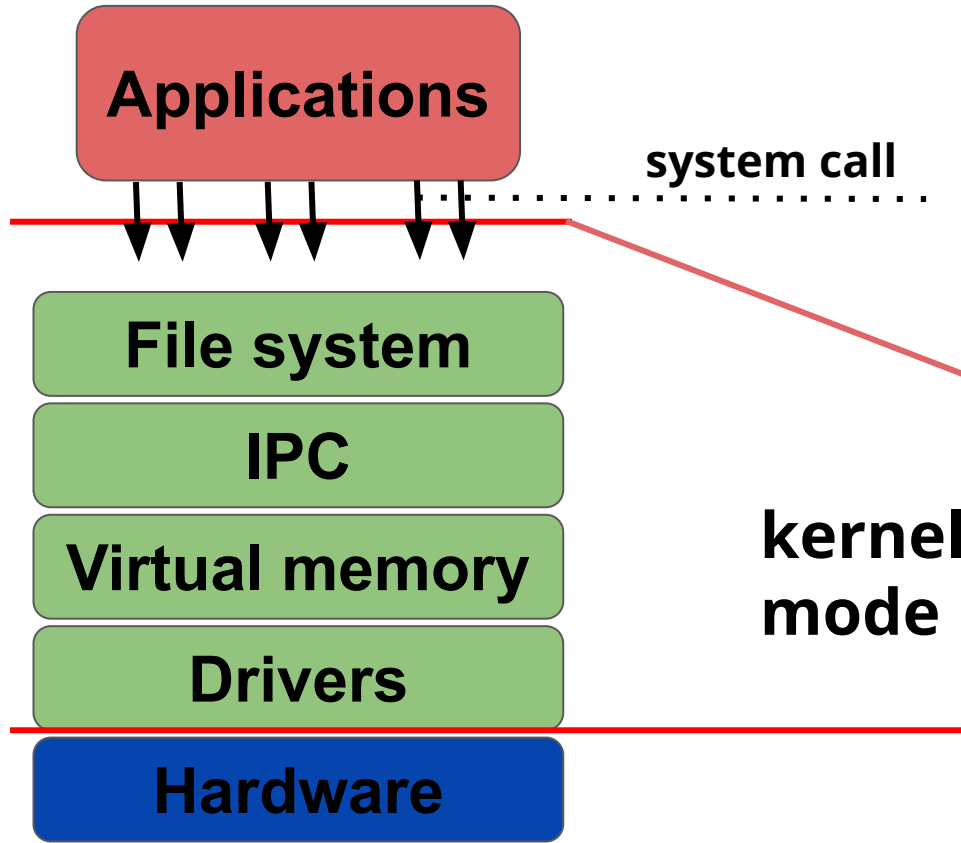 Applications
system call
File system
IPC
kernel
Virtual memory
mode
Drivers
Hardware